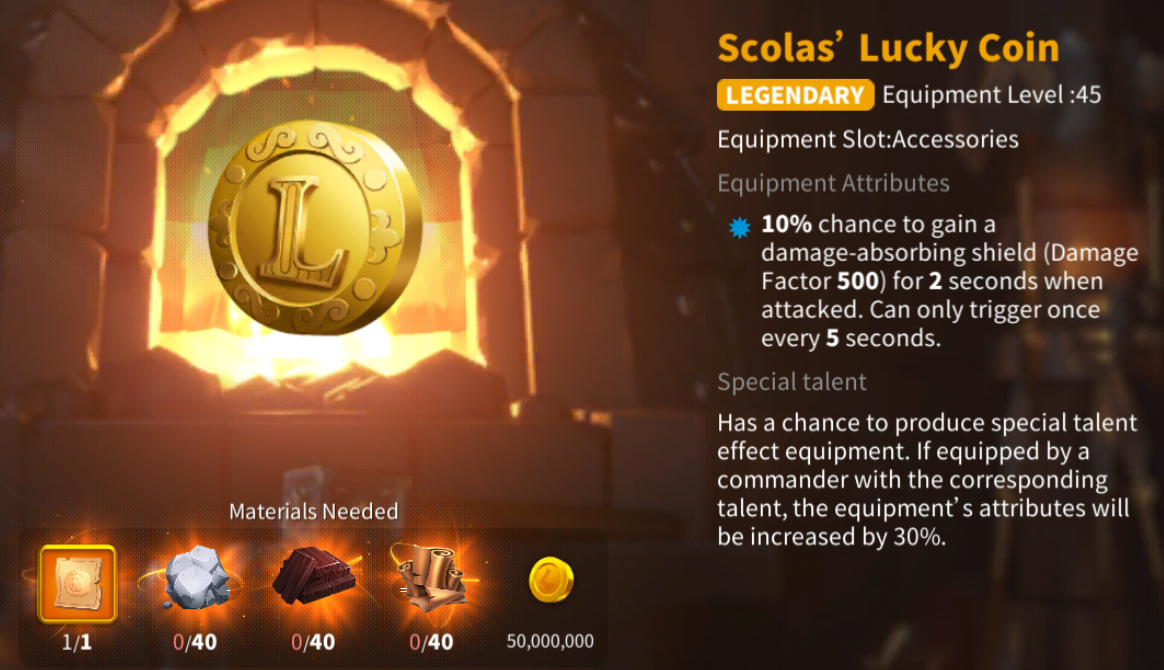 Scolas’ Lucky Coin
LEGENDARY Equipment Level :45
Equipment Slot:Accessories
Equipment Attributes
10% chance to gain a
damage-absorbing shield (Damage
Factor 500) for 2 seconds when
attacked. Can only trigger once
every 5 seconds.
Special talent
Has a chance to produce special talent
effect equipment. If equipped by a
commander with the corresponding
talent, the equipment’s attributes will
be increased by 30%.
L
Materials Needed
1/1 0/40 0/40 0/40 50,000,000